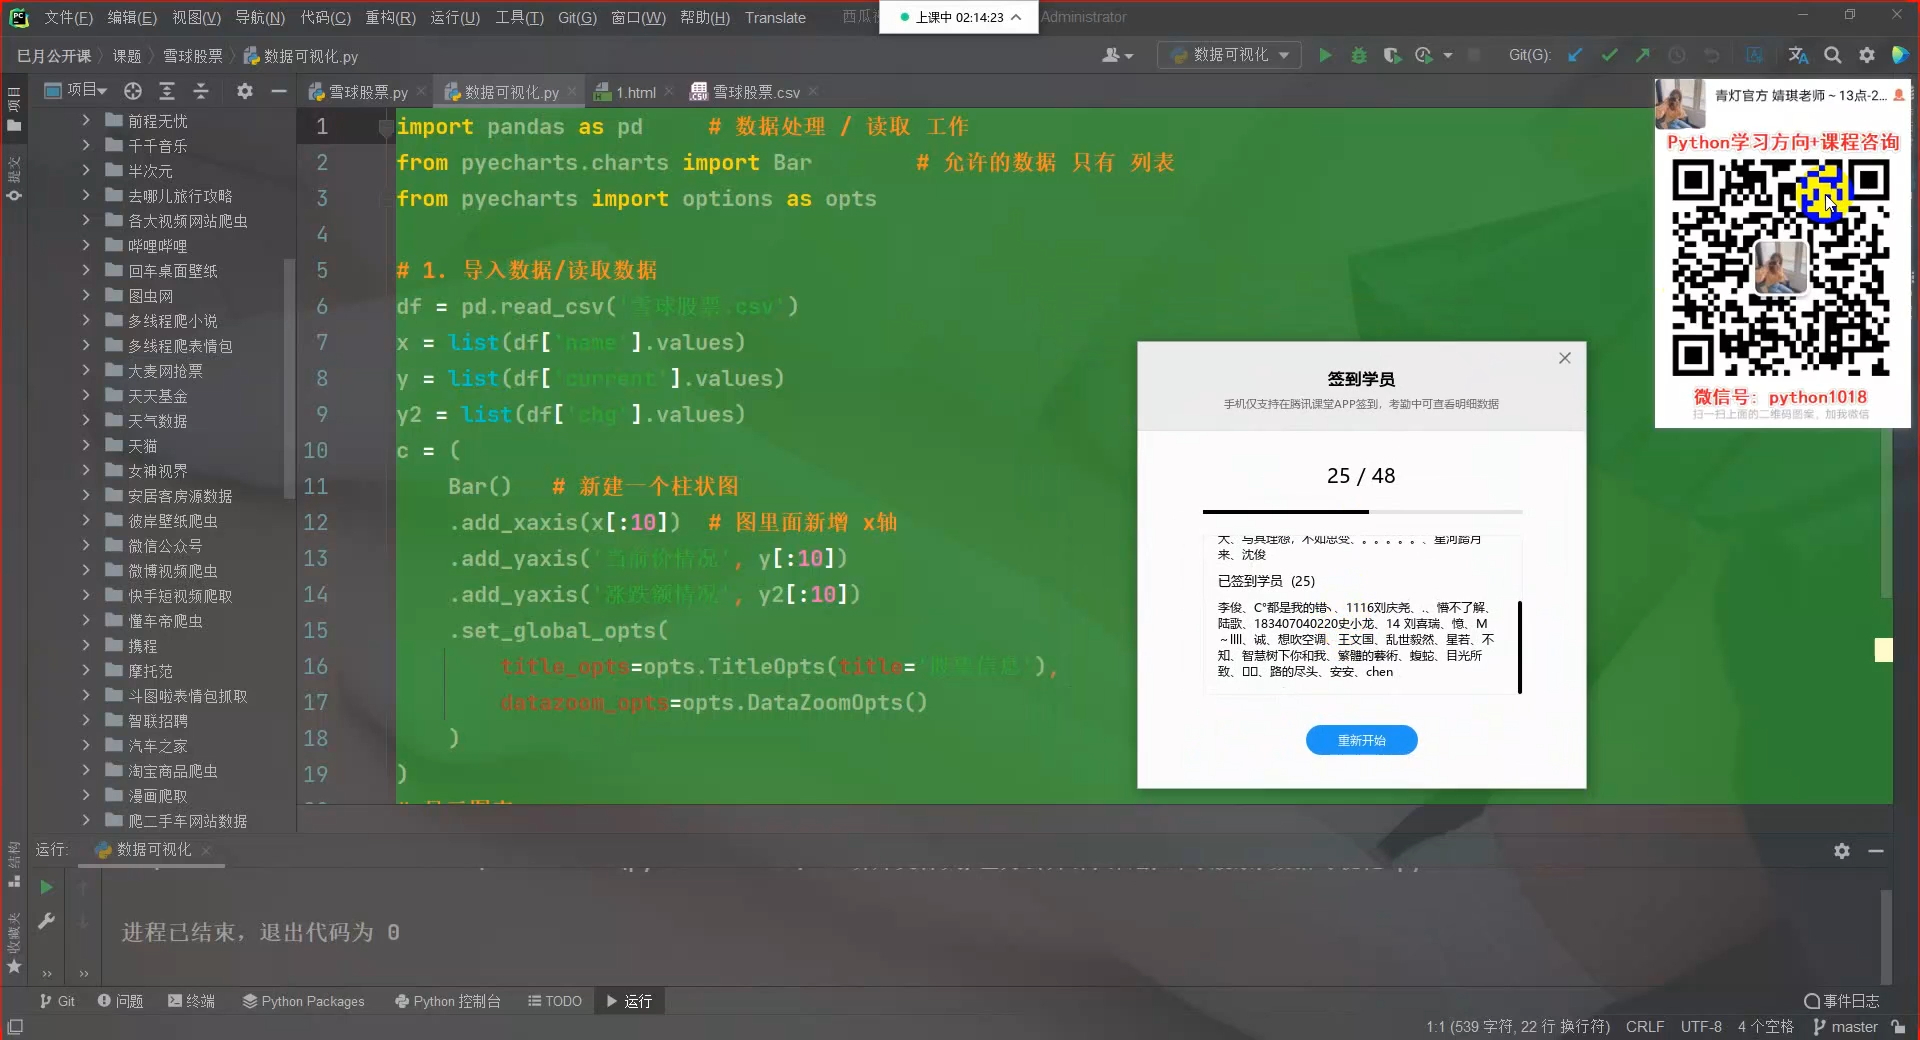 文件(F) 编辑(E) 视图(V) 导航(N) 代码(C) 重构(R) 运行(U) 工具(T) Git(G) 窗口(W) 帮助(H) Translate
上课中 02:14:23
Administrator
巳月公开课 课题 雪球股票 数据可视化.py
数据可视化
Git(G):
项目
提交
项目
雪球股票.py
数据可视化.py
1.html
雪球股票.csv
前程无忧
千千音乐
半次元
去哪儿旅行攻略
各大视频网站爬虫
哔哩哔哩
回车桌面壁纸
图虫网
多线程爬小说
多线程爬表情包
大麦网抢票
天天基金
天气数据
天猫
女神视界
安居客房源数据
彼岸壁纸爬虫
微信公众号
微博视频爬虫
快手短视频爬取
懂车帝爬虫
携程
摩托范
斗图啦表情包抓取
智联招聘
汽车之家
淘宝商品爬虫
漫画爬取
爬二手车网站数据
1 import pandas as pd # 数据处理 / 读取 工作
2 from pyecharts.charts import Bar # 允许的数据 只有 列表
3 from pyecharts import options as opts
4
5 # 1. 导入数据/读取数据
6 df = pd.read_csv('雪球股票.csv')
7 x = list(df['name'].values)
8 y = list(df['current'].values)
9 y2 = list(df['chg'].values)
10 c = (
11 Bar() # 新建一个柱状图
12 .add_xaxis(x[:10]) # 图里面新增 x轴
13 .add_yaxis('当前价情况', y[:10])
14 .add_yaxis('涨跌额情况', y2[:10])
15 .set_global_opts(
16 title_opts=opts.TitleOpts(title='股票信息'),
17 datazoom_opts=opts.DataZoomOpts()
18 )
19 )
青灯官方 婧琪老师～13点-2...
Python学习方向+课程咨询
微信号: python1018
扫一扫上面的二维码图案，加我微信
签到学员
手机仅支持在腾讯课堂APP签到，考勤中可查看明细数据
25 / 48
来、沈俊
已签到学员 (25)
李俊、C°都是我的错丶、1116刘庆尧、.、懵不了解、
陆歌、183407040220史小龙、14 刘喜瑞、憶、M
～llll、诚、想吹空调、王文国、乱世毅然、星若、不
知、智慧树下你和我、繁體的藝術、蝮蛇、目光所
致、路的尽头、安安、chen
重新开始
运行: 数据可视化
进程已结束，退出代码为 0
结构
收藏夹
Git 问题 终端 Python Packages Python 控制台 TODO 运行
事件日志
1:1 (539 字符, 22 行 换行符) CRLF UTF-8 4 个空格 master